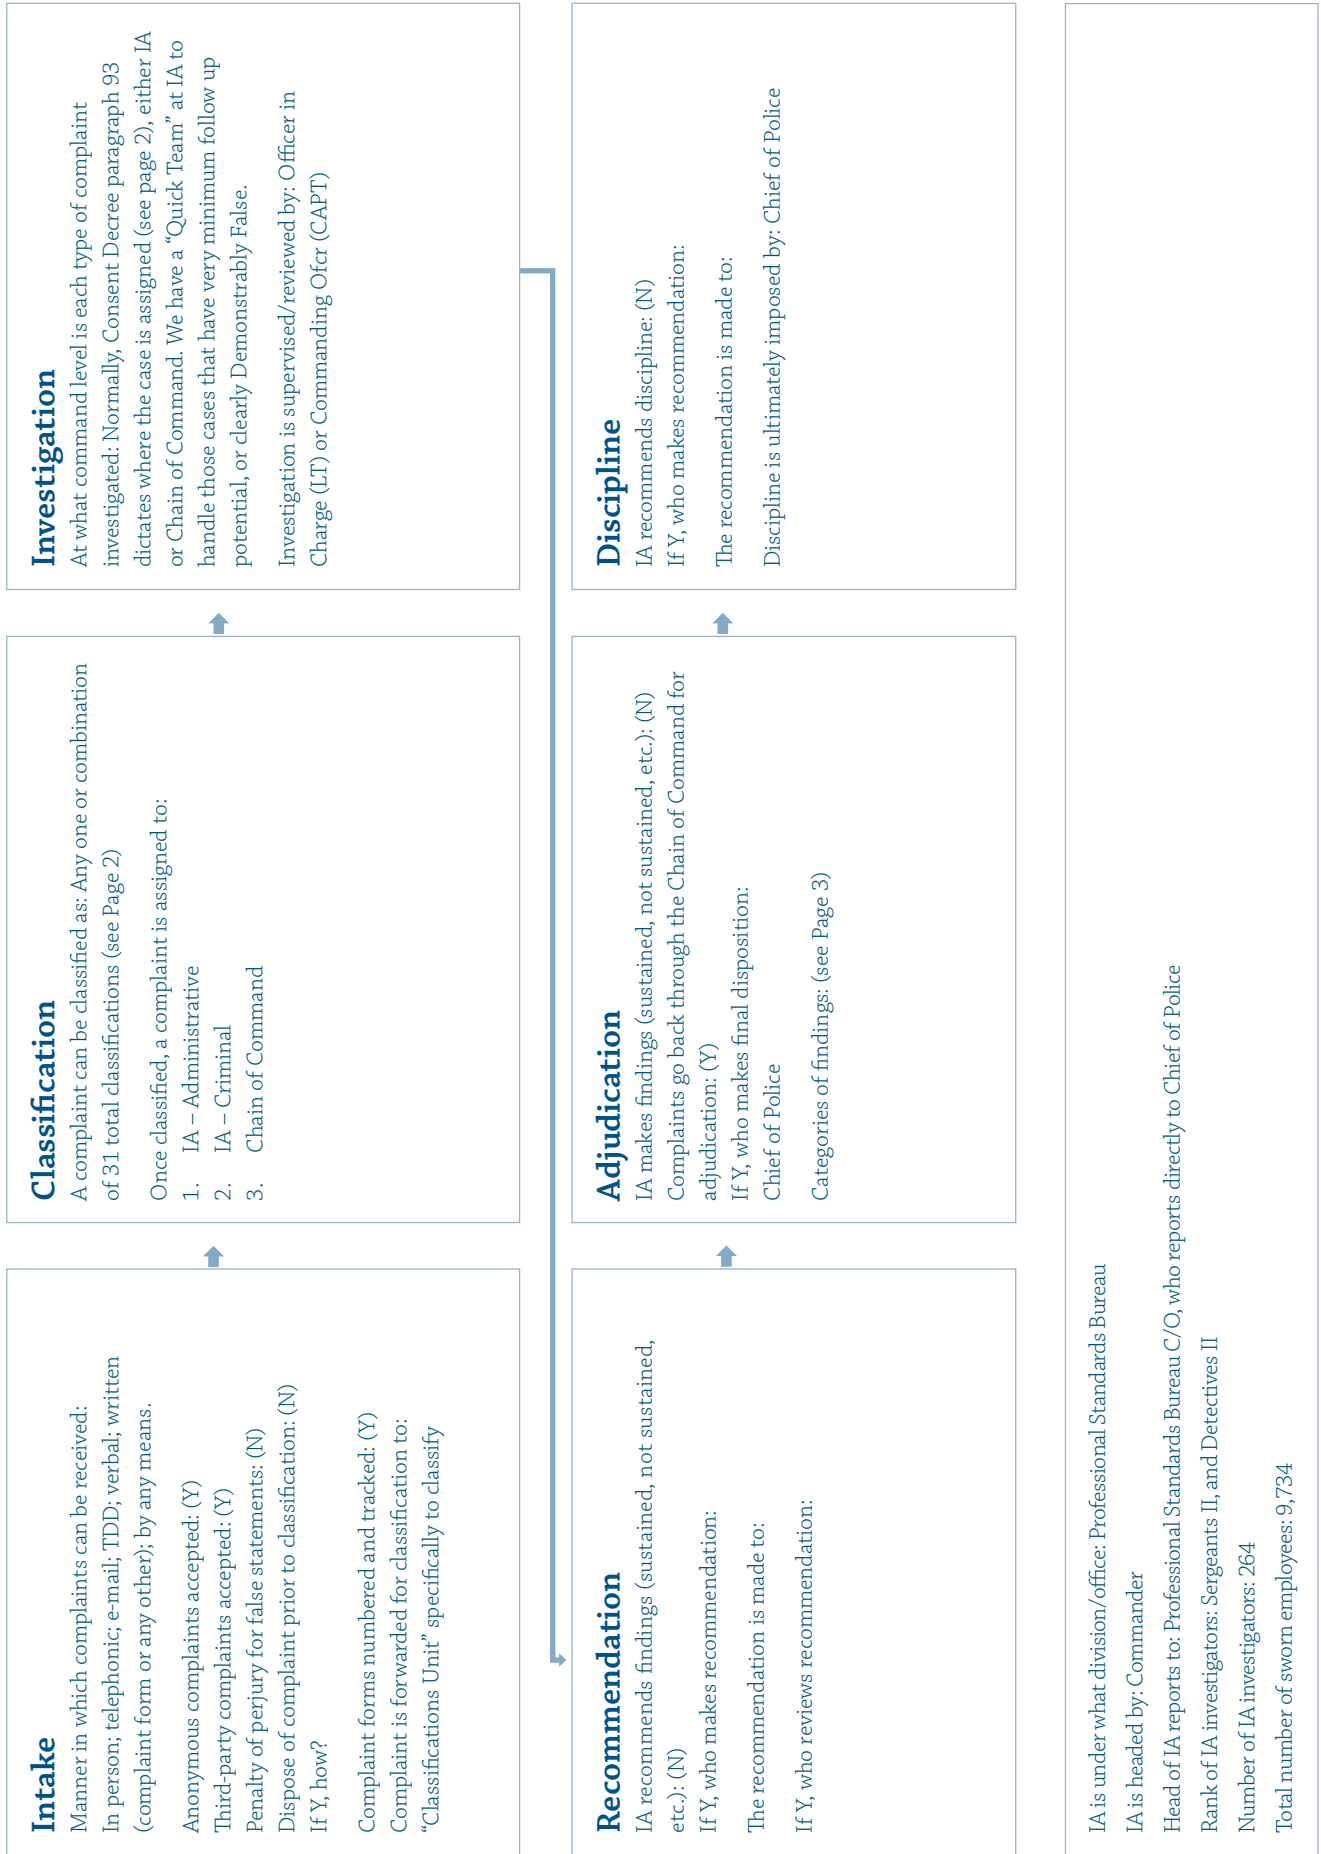 Intake
Manner in which complaints can be received:
In person; telephonic; e-mail; TDD; verbal; written
(complaint form or any other); by any means.
Anonymous complaints accepted: (Y)
Third-party complaints accepted: (Y)
Penalty of perjury for false statements: (N)
Dispose of complaint prior to classification: (N)
If Y, how?
Complaint forms numbered and tracked: (Y)
Complaint is forwarded for classification to:
“Classifications Unit” specifically to classify
Classification
A complaint can be classified as: Any one or combination
of 31 total classifications (see Page 2)
Once classified, a complaint is assigned to:
1. IA – Administrative
2. IA – Criminal
3. Chain of Command
Investigation
At what command level is each type of complaint
investigated: Normally, Consent Decree paragraph 93
dictates where the case is assigned (see page 2), either IA
or Chain of Command. We have a “Quick Team” at IA to
handle those cases that have very minimum follow up
potential, or clearly Demonstrably False.
Investigation is supervised/reviewed by: Officer in
Charge (LT) or Commanding Ofcr (CAPT)
Recommendation
IA recommends findings (sustained, not sustained,
etc.): (N)
If Y, who makes recommendation:
The recommendation is made to:
If Y, who reviews recommendation:
Adjudication
IA makes findings (sustained, not sustained, etc.): (N)
Complaints go back through the Chain of Command for
adjudication: (Y)
If Y, who makes final disposition:
Chief of Police
Categories of findings: (see Page 3)
Discipline
IA recommends discipline: (N)
If Y, who makes recommendation:
The recommendation is made to:
Discipline is ultimately imposed by: Chief of Police
IA is under what division/office: Professional Standards Bureau
IA is headed by: Commander
Head of IA reports to: Professional Standards Bureau C/O, who reports directly to Chief of Police
Rank of IA investigators: Sergeants II, and Detectives II
Number of IA investigators: 264
Total number of sworn employees: 9,734